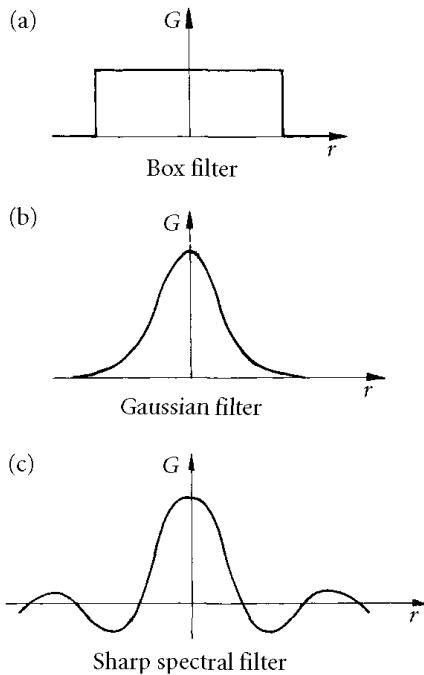 (a)
G
r
Box filter
(b)
G
r
Gaussian filter
(c)
G
r
Sharp spectral filter